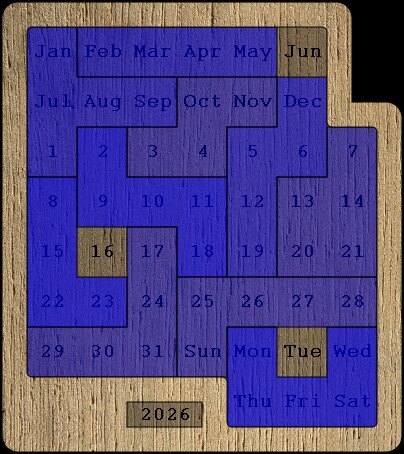 Jan Feb Mar Apr May Jun
Jul Aug Sep Oct Nov Dec
1 2 3 4 5 6 7
8 9 10 11 12 13 14
15 16 17 18 19 20 21
22 23 24 25 26 27 28
29 30 31 Sun Mon Tue Wed
Thu Fri Sat
2026